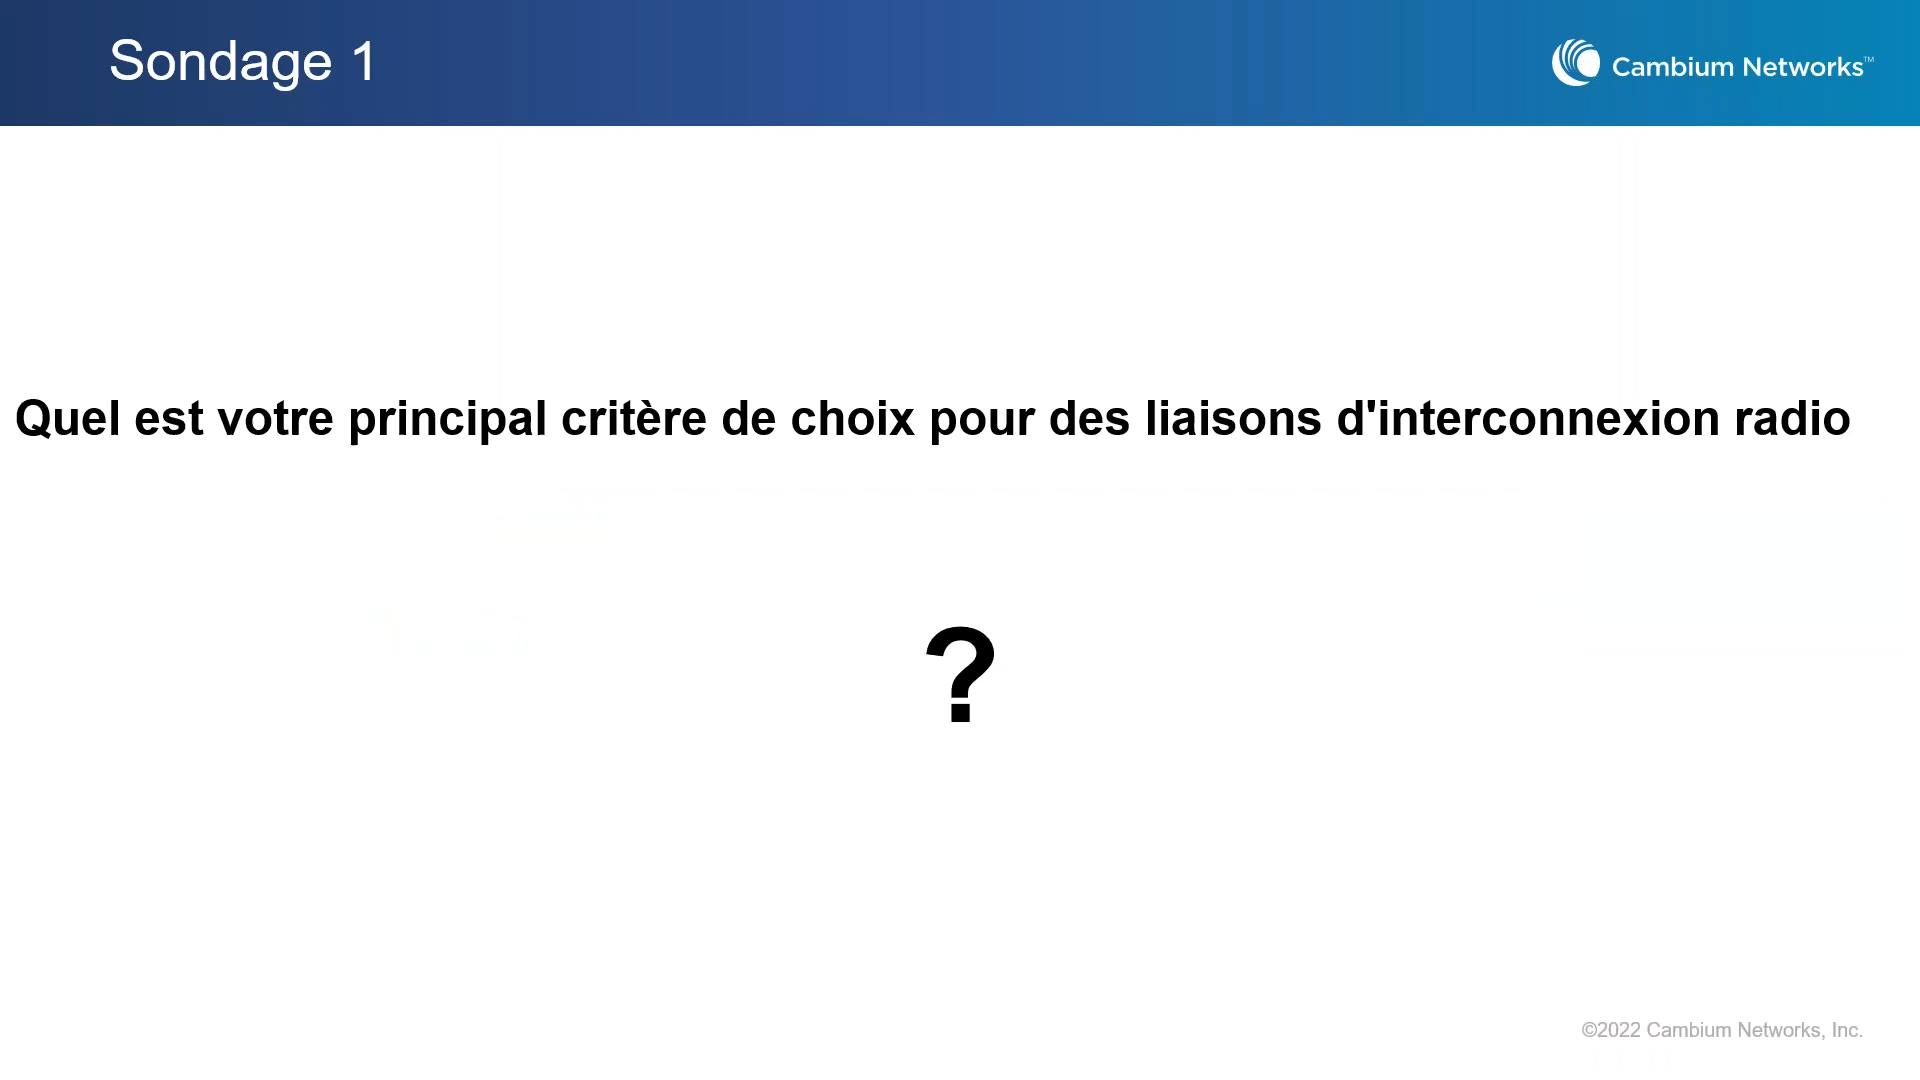 Sondage 1
Cambium Networks™
Quel est votre principal critère de choix pour des liaisons d'interconnexion radio
?
©2022 Cambium Networks, Inc.